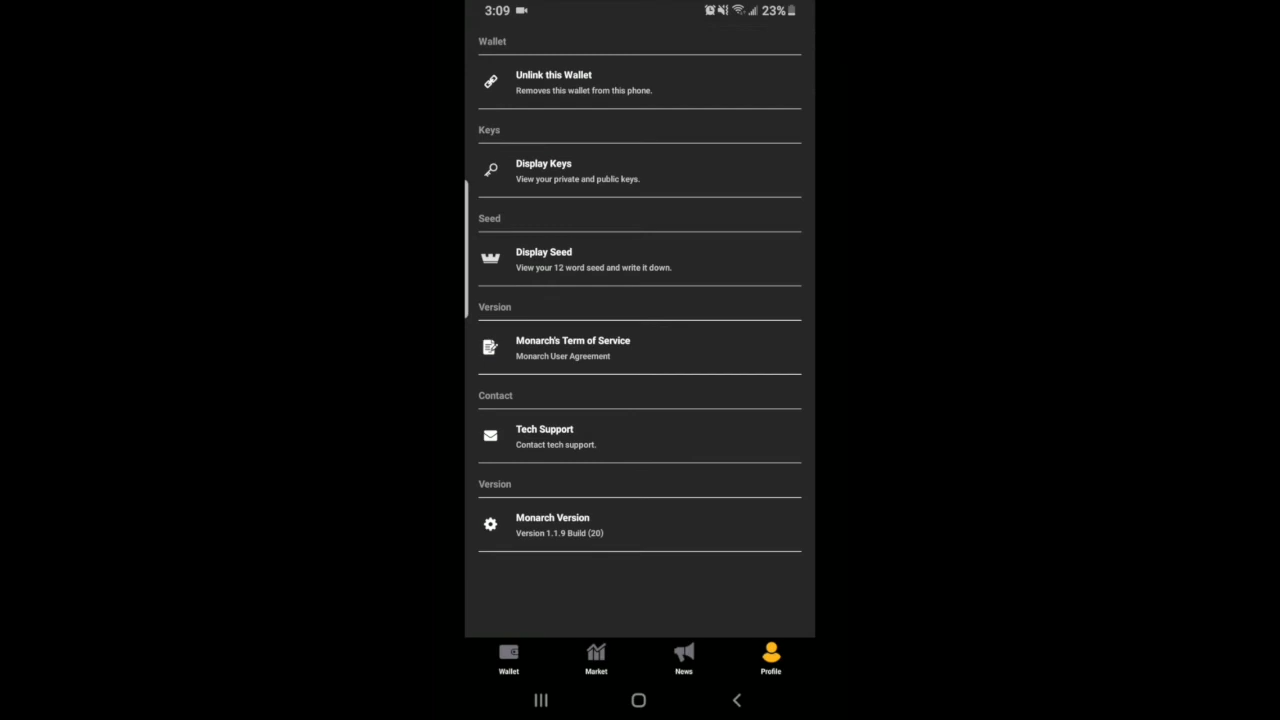 3:09 23%
Wallet
Unlink this Wallet
Removes this wallet from this phone.
Keys
Display Keys
View your private and public keys.
Seed
Display Seed
View your 12 word seed and write it down.
Version
Monarch's Term of Service
Monarch User Agreement
Contact
Tech Support
Contact tech support.
Version
Monarch Version
Version 1.1.9 Build (20)
Wallet Market News Profile